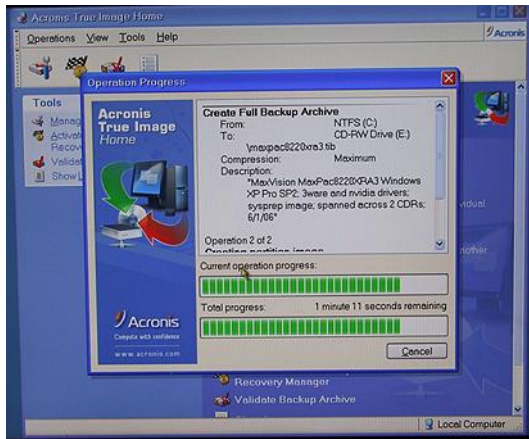 Acronis True Image Home
Operations View Tools Help
Acronis
Operation Progress
Tools
Manag
Activat
Recov
Validat
Show L
Acronis
True Image
Home
Create Full Backup Archive
From: NTFS (C:)
To: CD-RW Drive (E:)
\maxpac8220xra3.tib
Compression: Maximum
Description:
"MaxVision MaxPac8220XRA3 Windows
XP Pro SP2; 3ware and nvidia drivers;
sysprep image; spanned across 2 CDRs;
6/1/06"
Operation 2 of 2
Creating partition image
Current operation progress:
Total progress: 1 minute 11 seconds remaining
Acronis
Compute with confidence
www.acronis.com
Cancel
vidual
nother
Recovery Manager
Validate Backup Archive
Local Computer